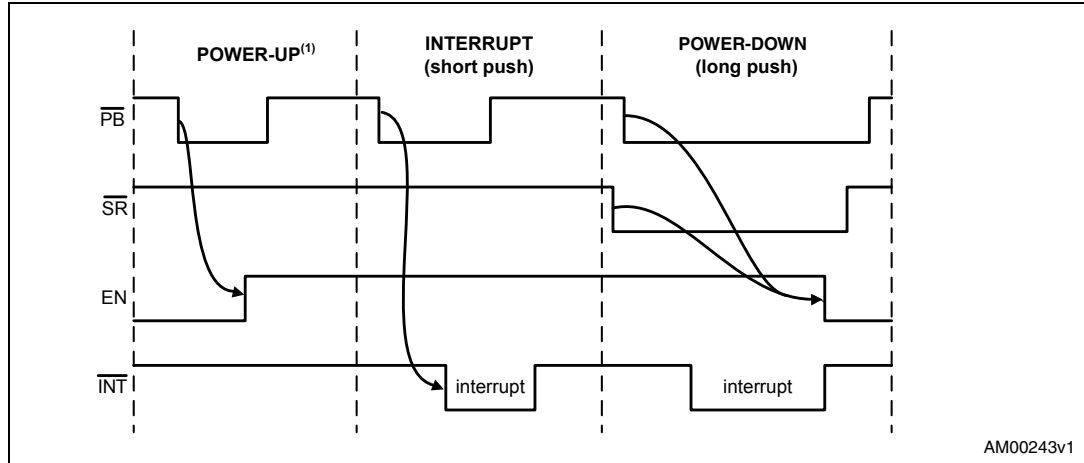 POWER-UP(1)
INTERRUPT
(short push)
POWER-DOWN
(long push)
PB
SR
EN
INT
interrupt
interrupt
AM00243v1